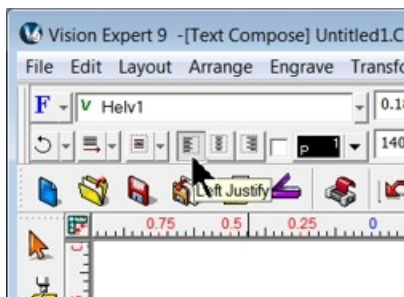 Vision Expert 9 -[Text Compose] Untitled1.C
File Edit Layout Arrange Engrave Transfo
F V Helv1 0.18
P 1 140
Left Justify
0.75 0.5 0.25 0